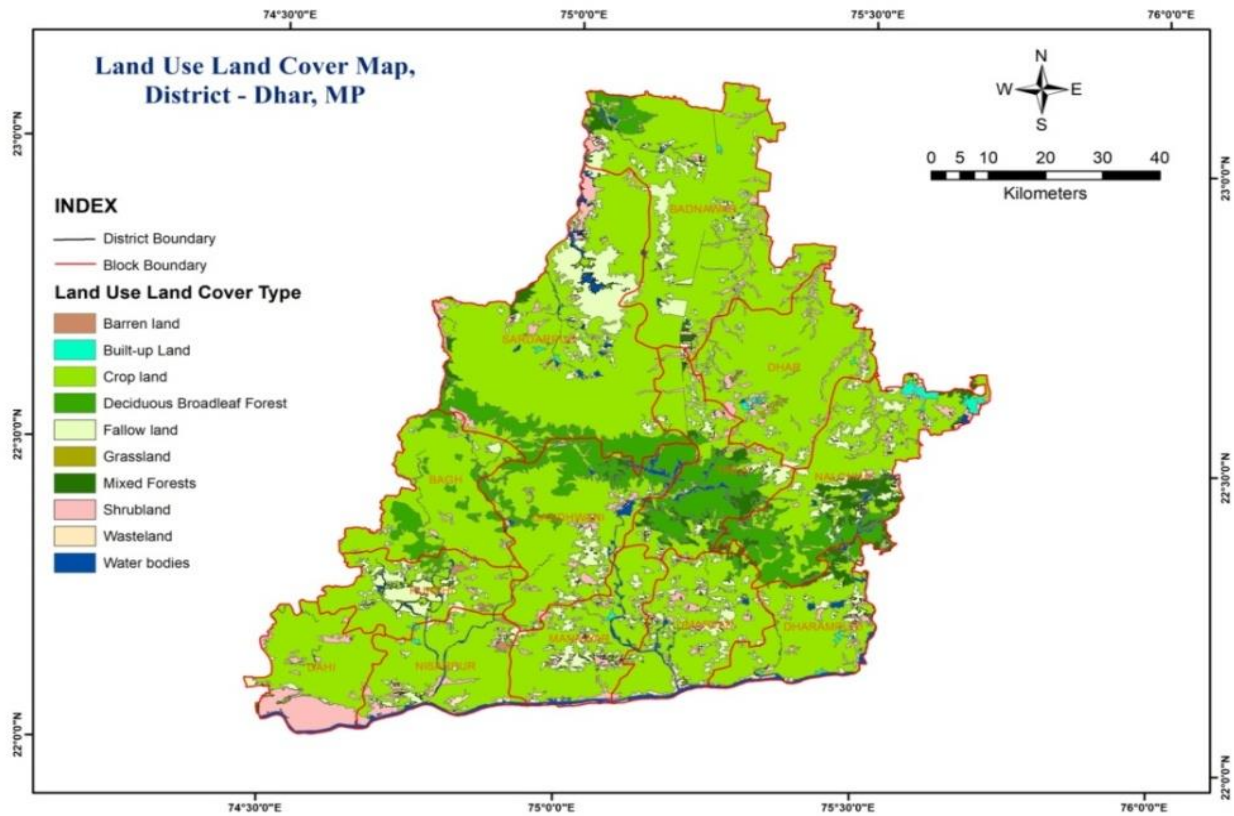 74°30'0"E 75°0'0"E 75°30'0"E 76°0'0"E
Land Use Land Cover Map,
District - Dhar, MP
N
W E
S
0 5 10 20 30 40
Kilometers
23°0'0"N
23°0'0"N
INDEX
District Boundary
Block Boundary
Land Use Land Cover Type
Barren land
Built-up Land
Crop land
Deciduous Broadleaf Forest
Fallow land
Grassland
Mixed Forests
Shrubland
Wasteland
Water bodies
BADNAWAR
SARDARPUR
DHAR
22°30'0"N
22°30'0"N
BAGH
NALCHHA
DHARAMPURI
DAHI
NISARPUR
MANAWAR
22°0'0"N
22°0'0"N
74°30'0"E 75°0'0"E 75°30'0"E 76°0'0"E